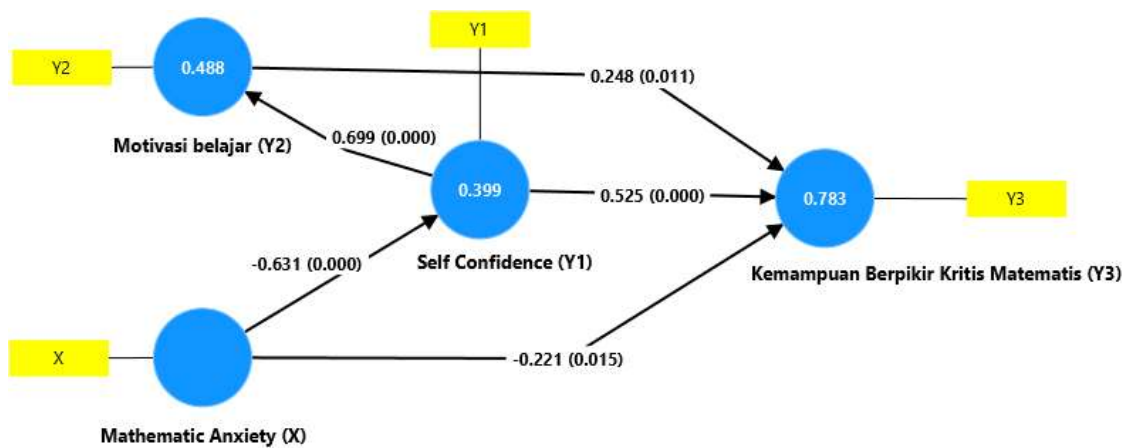 Y1
Y2
0.488
0.248 (0.011)
Motivasi belajar (Y2)
0.699 (0.000)
0.399
0.525 (0.000)
0.783
Y3
-0.631 (0.000)
Self Confidence (Y1)
Kemampuan Berpikir Kritis Matematis (Y3)
X
-0.221 (0.015)
Mathematic Anxiety (X)